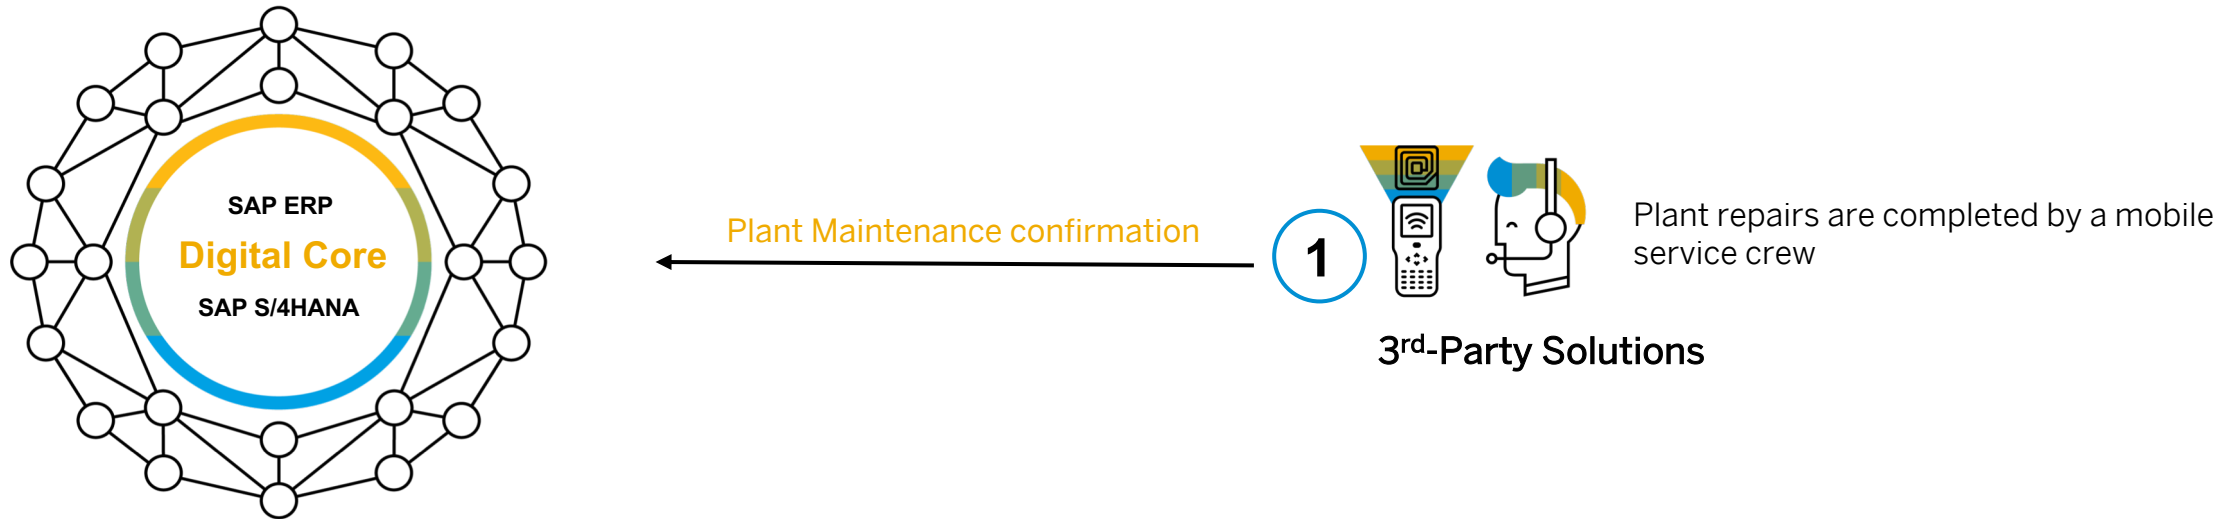 SAP ERP
Digital Core
SAP S/4HANA
Plant Maintenance confirmation
1
Plant repairs are completed by a mobile
service crew
3rd-Party Solutions